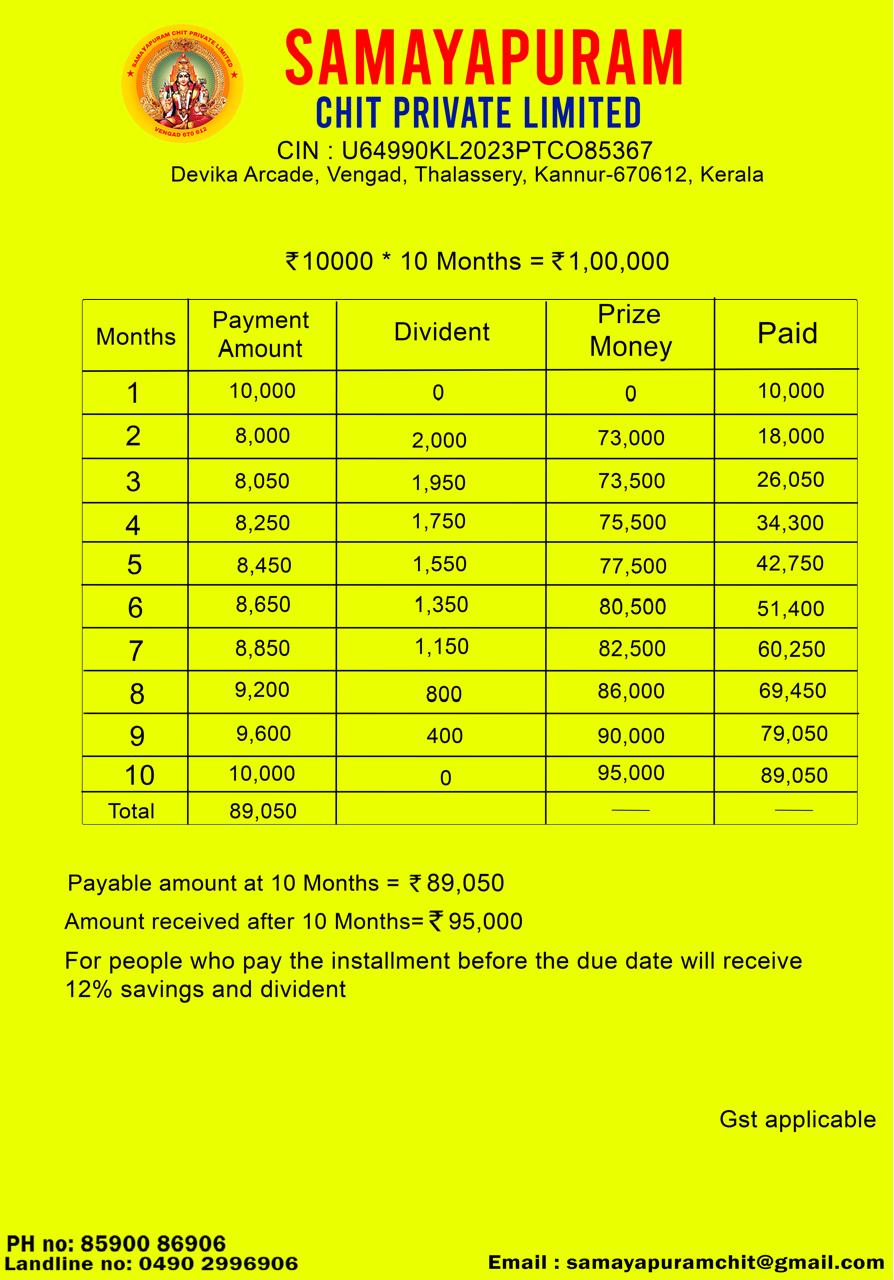 SAMAYAPURAM CHIT PRIVATE LIMITED
VENGAD 670 612
SAMAYAPURAM
CHIT PRIVATE LIMITED
CIN : U64990KL2023PTCO85367
Devika Arcade, Vengad, Thalassery, Kannur-670612, Kerala
₹10000 * 10 Months = ₹1,00,000
Months Payment Amount Divident Prize Money Paid
1 10,000 0 0 10,000
2 8,000 2,000 73,000 18,000
3 8,050 1,950 73,500 26,050
4 8,250 1,750 75,500 34,300
5 8,450 1,550 77,500 42,750
6 8,650 1,350 80,500 51,400
7 8,850 1,150 82,500 60,250
8 9,200 800 86,000 69,450
9 9,600 400 90,000 79,050
10 10,000 0 95,000 89,050
Total 89,050 — —
Payable amount at 10 Months = ₹89,050
Amount received after 10 Months=₹95,000
For people who pay the installment before the due date will receive
12% savings and divident
Gst applicable
PH no: 85900 86906
Landline no: 0490 2996906
Email : samayapuramchit@gmail.com